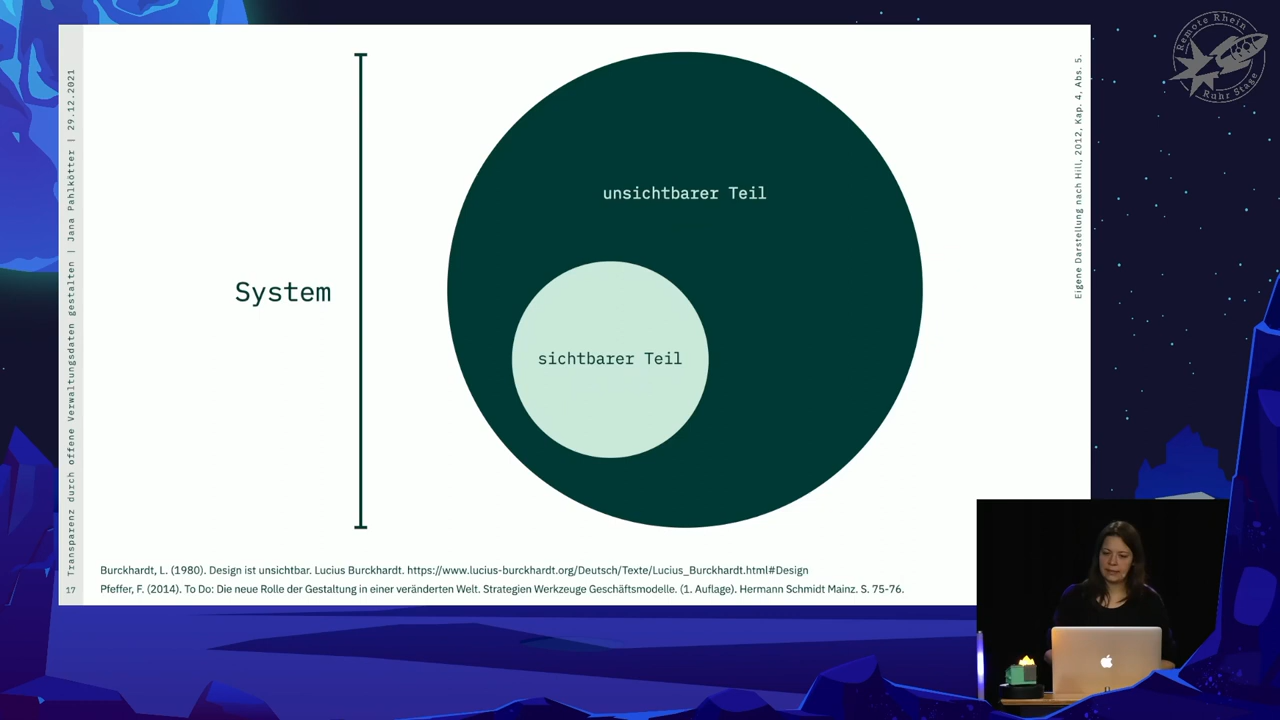 Transparenz durch offene Verwaltungsdaten gestalten | Jana Pahlkötter | 29.12.2021
17
System
unsichtbarer Teil
sichtbarer Teil
Eigene Darstellung nach Hill, 2012, Kap. 4, Abs. 5.
Burckhardt, L. (1980). Design ist unsichtbar. Lucius Burckhardt. https://www.lucius-burckhardt.org/Deutsch/Texte/Lucius_Burckhardt.html#Design
Pfeffer, F. (2014). To Do: Die neue Rolle der Gestaltung in einer veränderten Welt. Strategien Werkzeuge Geschäftsmodelle. (1. Auflage). Hermann Schmidt Mainz. S. 75-76.
Remote Rhein
Ruhr Stage